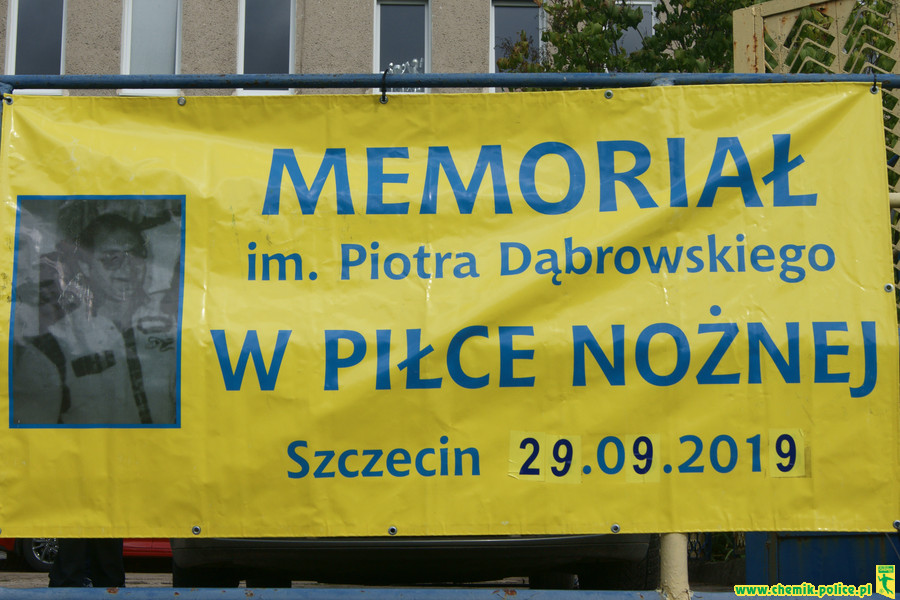 MEMORIAŁ
im. Piotra Dąbrowskiego
W PIŁCE NOŻNEJ
Szczecin 29.09.2019
www.chemik.police.pl